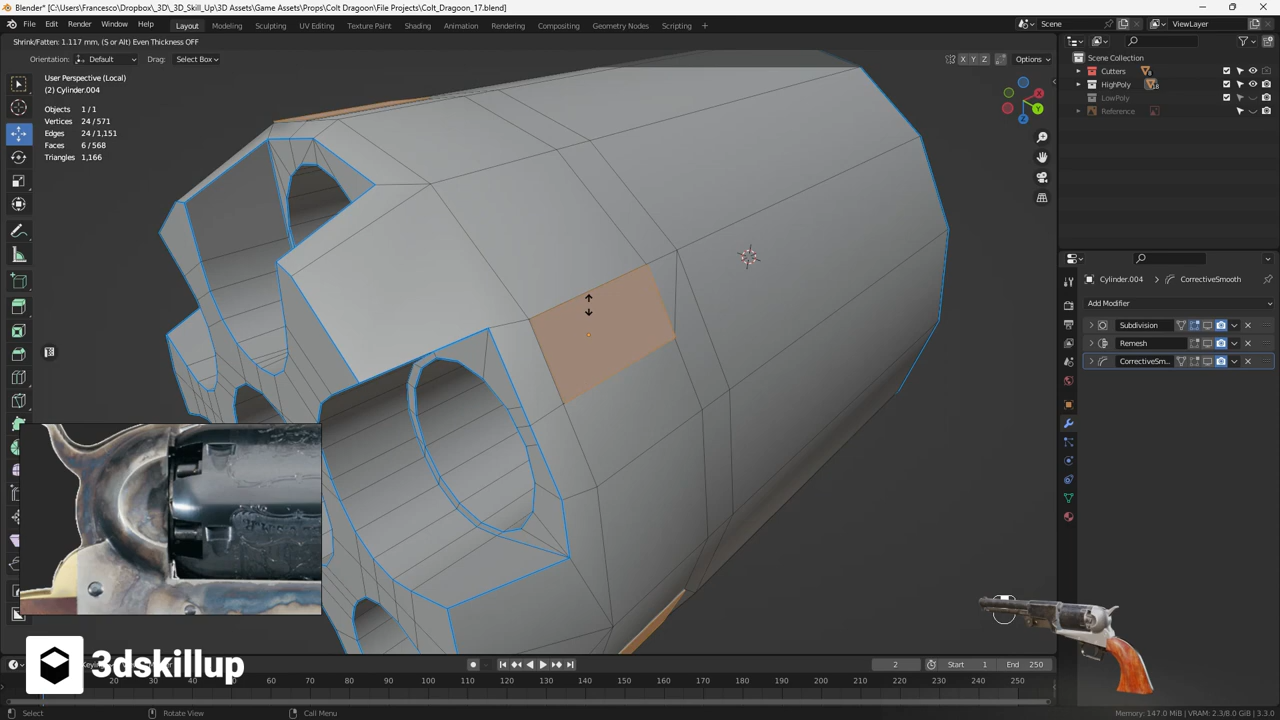 Blender* [C:\Users\Francesco\Dropbox\_3D\_3D_Skill_Up\3D Assets\Game Assets\Props\Colt Dragoon\File Projects\Colt_Dragoon_17.blend]
File Edit Render Window Help Layout Modeling Sculpting UV Editing Texture Paint Shading Animation Rendering Compositing Geometry Nodes Scripting + Scene ViewLayer
Shrink/Fatten: 1.117 mm, (S or Alt) Even Thickness OFF
Orientation: Default Drag: Select Box X Y Z Options
User Perspective (Local)
(2) Cylinder.004
Objects 1/1
Vertices 24 / 571
Edges 24 / 1,151
Faces 6 / 568
Triangles 1,166
X
Y
Z
Scene Collection
Cutters
HighPoly
LowPoly
Reference
Cylinder.004 > CorrectiveSmooth
Add Modifier
Subdivision
Remesh
CorrectiveSm...
3dskillup
2 Start 1 End 250
20 30 40 50 60 70 80 90 100 110 120 130 140 150 160 170 180 190 200 210 220 230 240 250
Select Rotate View Call Menu Memory: 147.0 MiB | VRAM: 2.3/8.0 GiB | 3.3.0